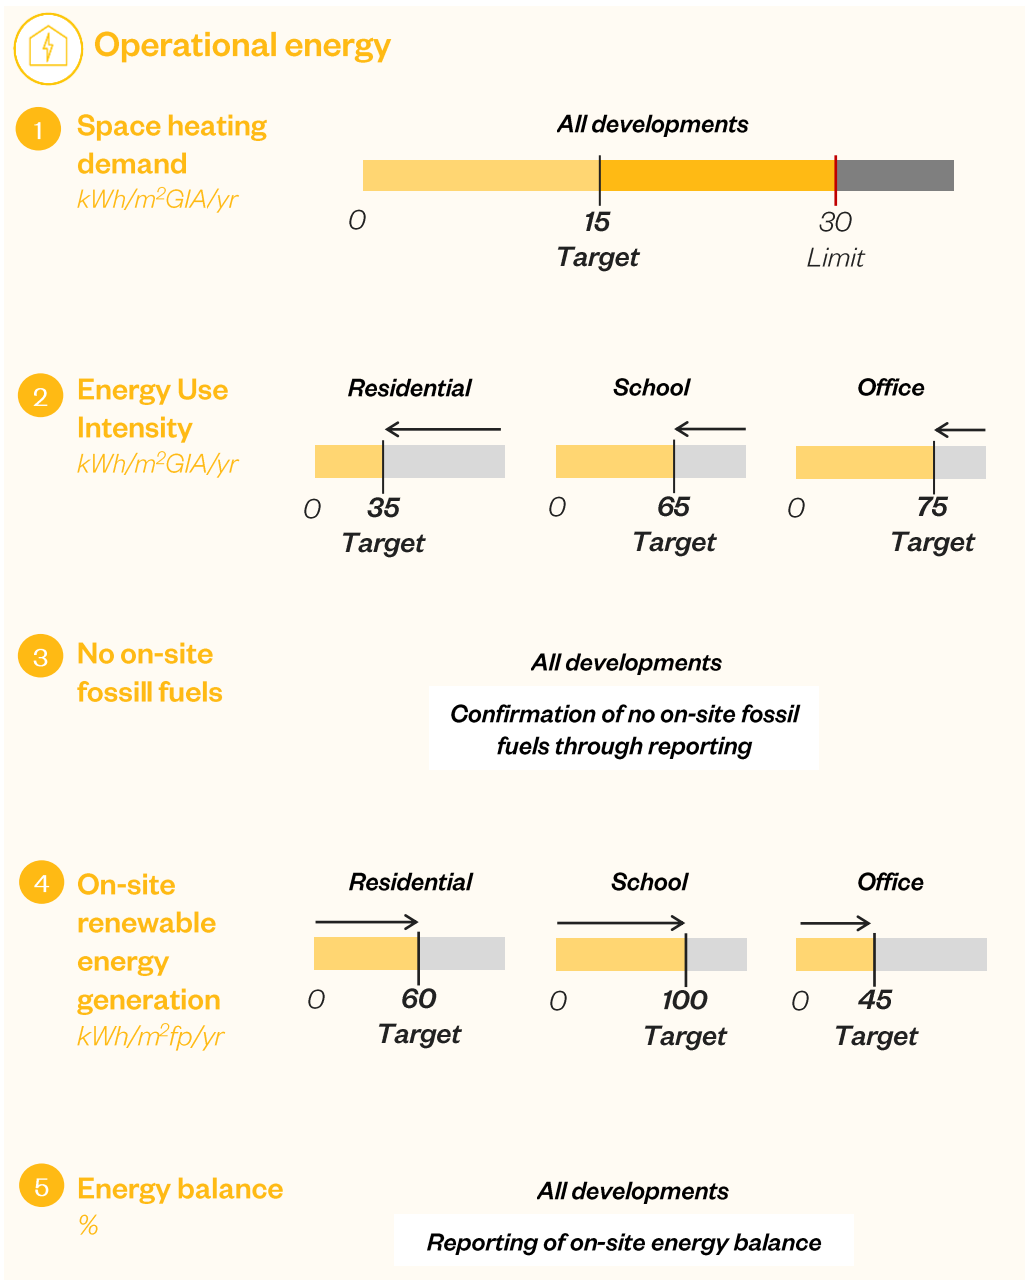 Operational energy
1
Space heating
demand
kWh/m²GIA/yr
All developments
0
15
Target
30
Limit
2
Energy Use
Intensity
kWh/m²GIA/yr
Residential
0
35
Target
School
0
65
Target
Office
0
75
Target
3
No on-site
fossill fuels
All developments
Confirmation of no on-site fossil
fuels through reporting
4
On-site
renewable
energy
generation
kWh/m²fp/yr
Residential
0
60
Target
School
0
100
Target
Office
0
45
Target
5
Energy balance
%
All developments
Reporting of on-site energy balance